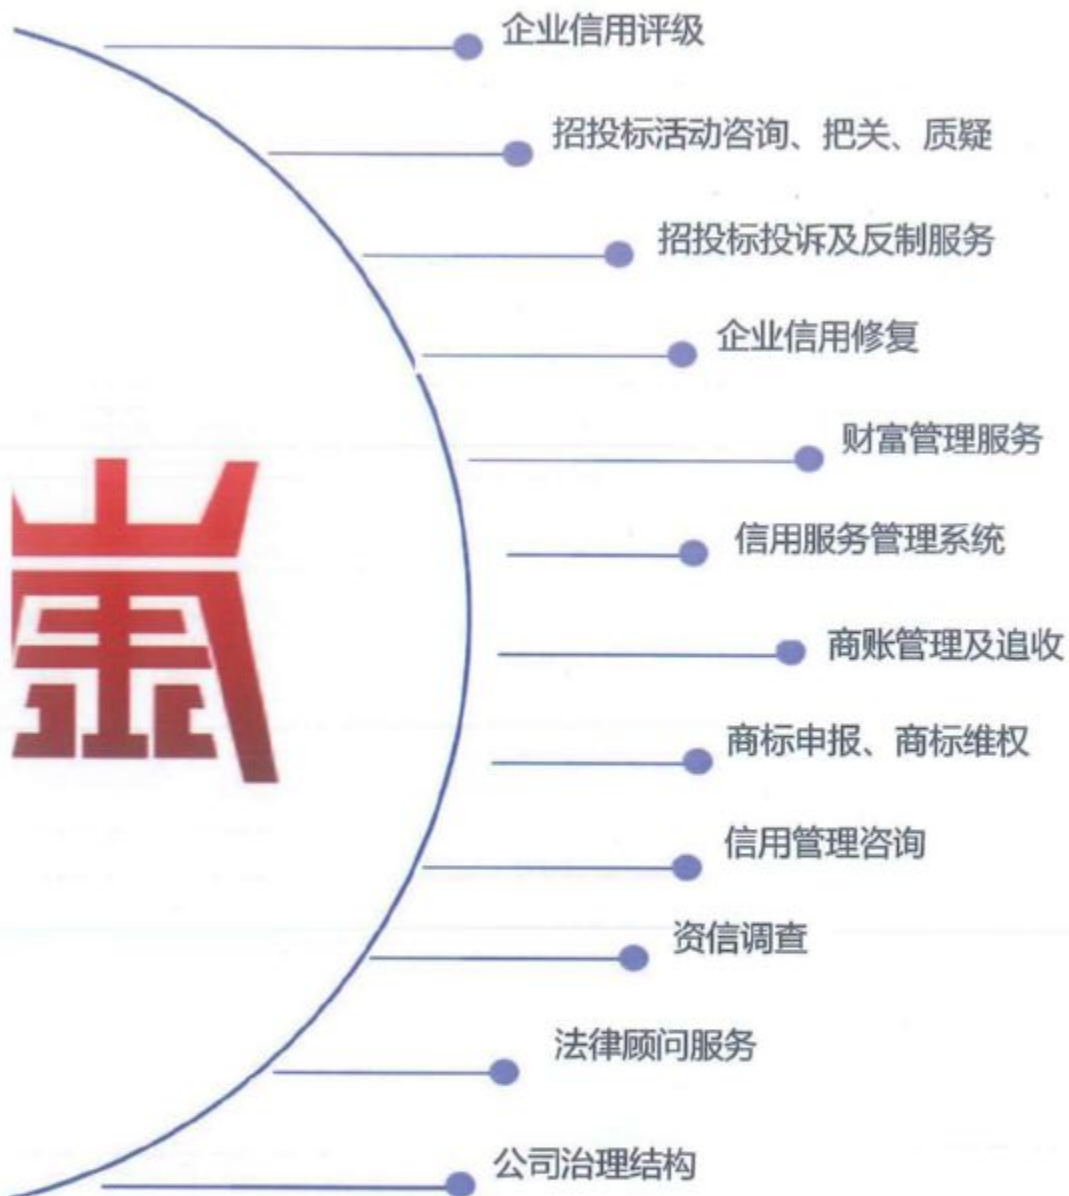 企业信用评级
招投标活动咨询、把关、质疑
招投标投诉及反制服务
企业信用修复
财富管理服务
信用服务管理系统
商账管理及追收
商标申报、商标维权
信用管理咨询
资信调查
法律顾问服务
公司治理结构